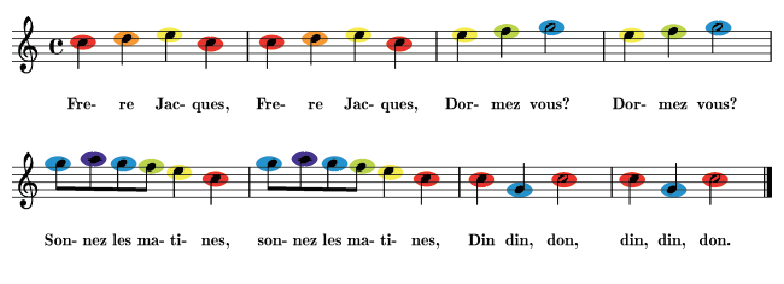 Fre- re Jac- ques, Fre- re Jac- ques, Dor- mez vous? Dor- mez vous?
Son- nez les ma- ti- nes, son- nez les ma- ti- nes, Din din, don, din, din, don.